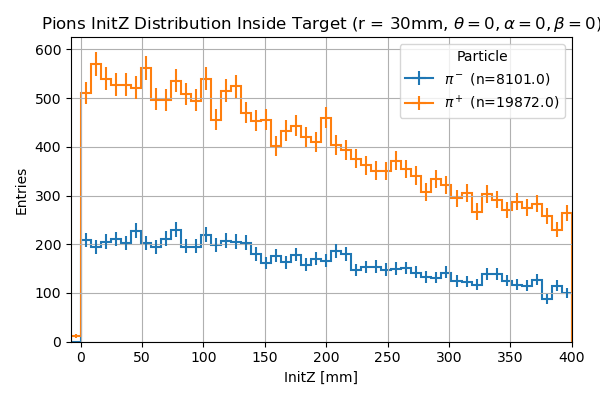 Pions InitZ Distribution Inside Target (r = 30mm, θ = 0, α = 0, β = 0)
Particle
π⁻ (n=8101.0)
π⁺ (n=19872.0)
Entries
600
500
400
300
200
100
0
0 50 100 150 200 250 300 350 400
InitZ [mm]